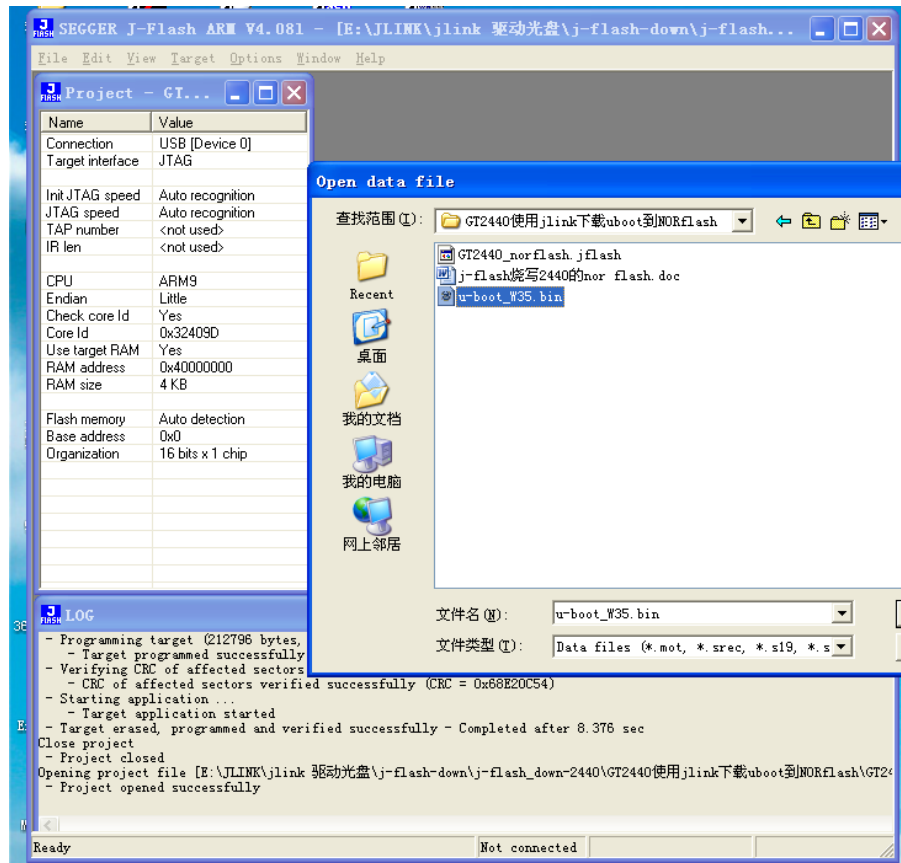 SEGGER J-Flash ARM V4.08l - [E:\JLINK\jlink 驱动光盘\j-flash-down\j-flash...
File Edit View Target Options Window Help
Project - GT...
Name Value
Connection USB [Device 0]
Target interface JTAG
Init JTAG speed Auto recognition
JTAG speed Auto recognition
TAP number <not used>
IR len <not used>
CPU ARM9
Endian Little
Check core Id Yes
Core Id 0x32409D
Use target RAM Yes
RAM address 0x40000000
RAM size 4 KB
Flash memory Auto detection
Base address 0x0
Organization 16 bits x 1 chip
Open data file
查找范围(I): GT2440使用jlink下载uboot到NORflash
GT2440_norflash.jflash
j-flash烧写2440的nor flash.doc
u-boot_W35.bin
Recent
桌面
我的文档
我的电脑
网上邻居
文件名(N): u-boot_W35.bin
文件类型(T): Data files (*.mot, *.srec, *.s19, *.s
LOG
- Programming target (212796 bytes,
- Target programmed successfully
- Verifying CRC of affected sectors
- CRC of affected sectors verified successfully (CRC = 0x68E20C54)
- Starting application ...
- Target application started
- Target erased, programmed and verified successfully - Completed after 8.376 sec
Close project
- Project closed
Opening project file [E:\JLINK\jlink 驱动光盘\j-flash-down\j-flash_down-2440\GT2440使用jlink下载uboot到NORflash\GT24
- Project opened successfully
Ready
Not connected